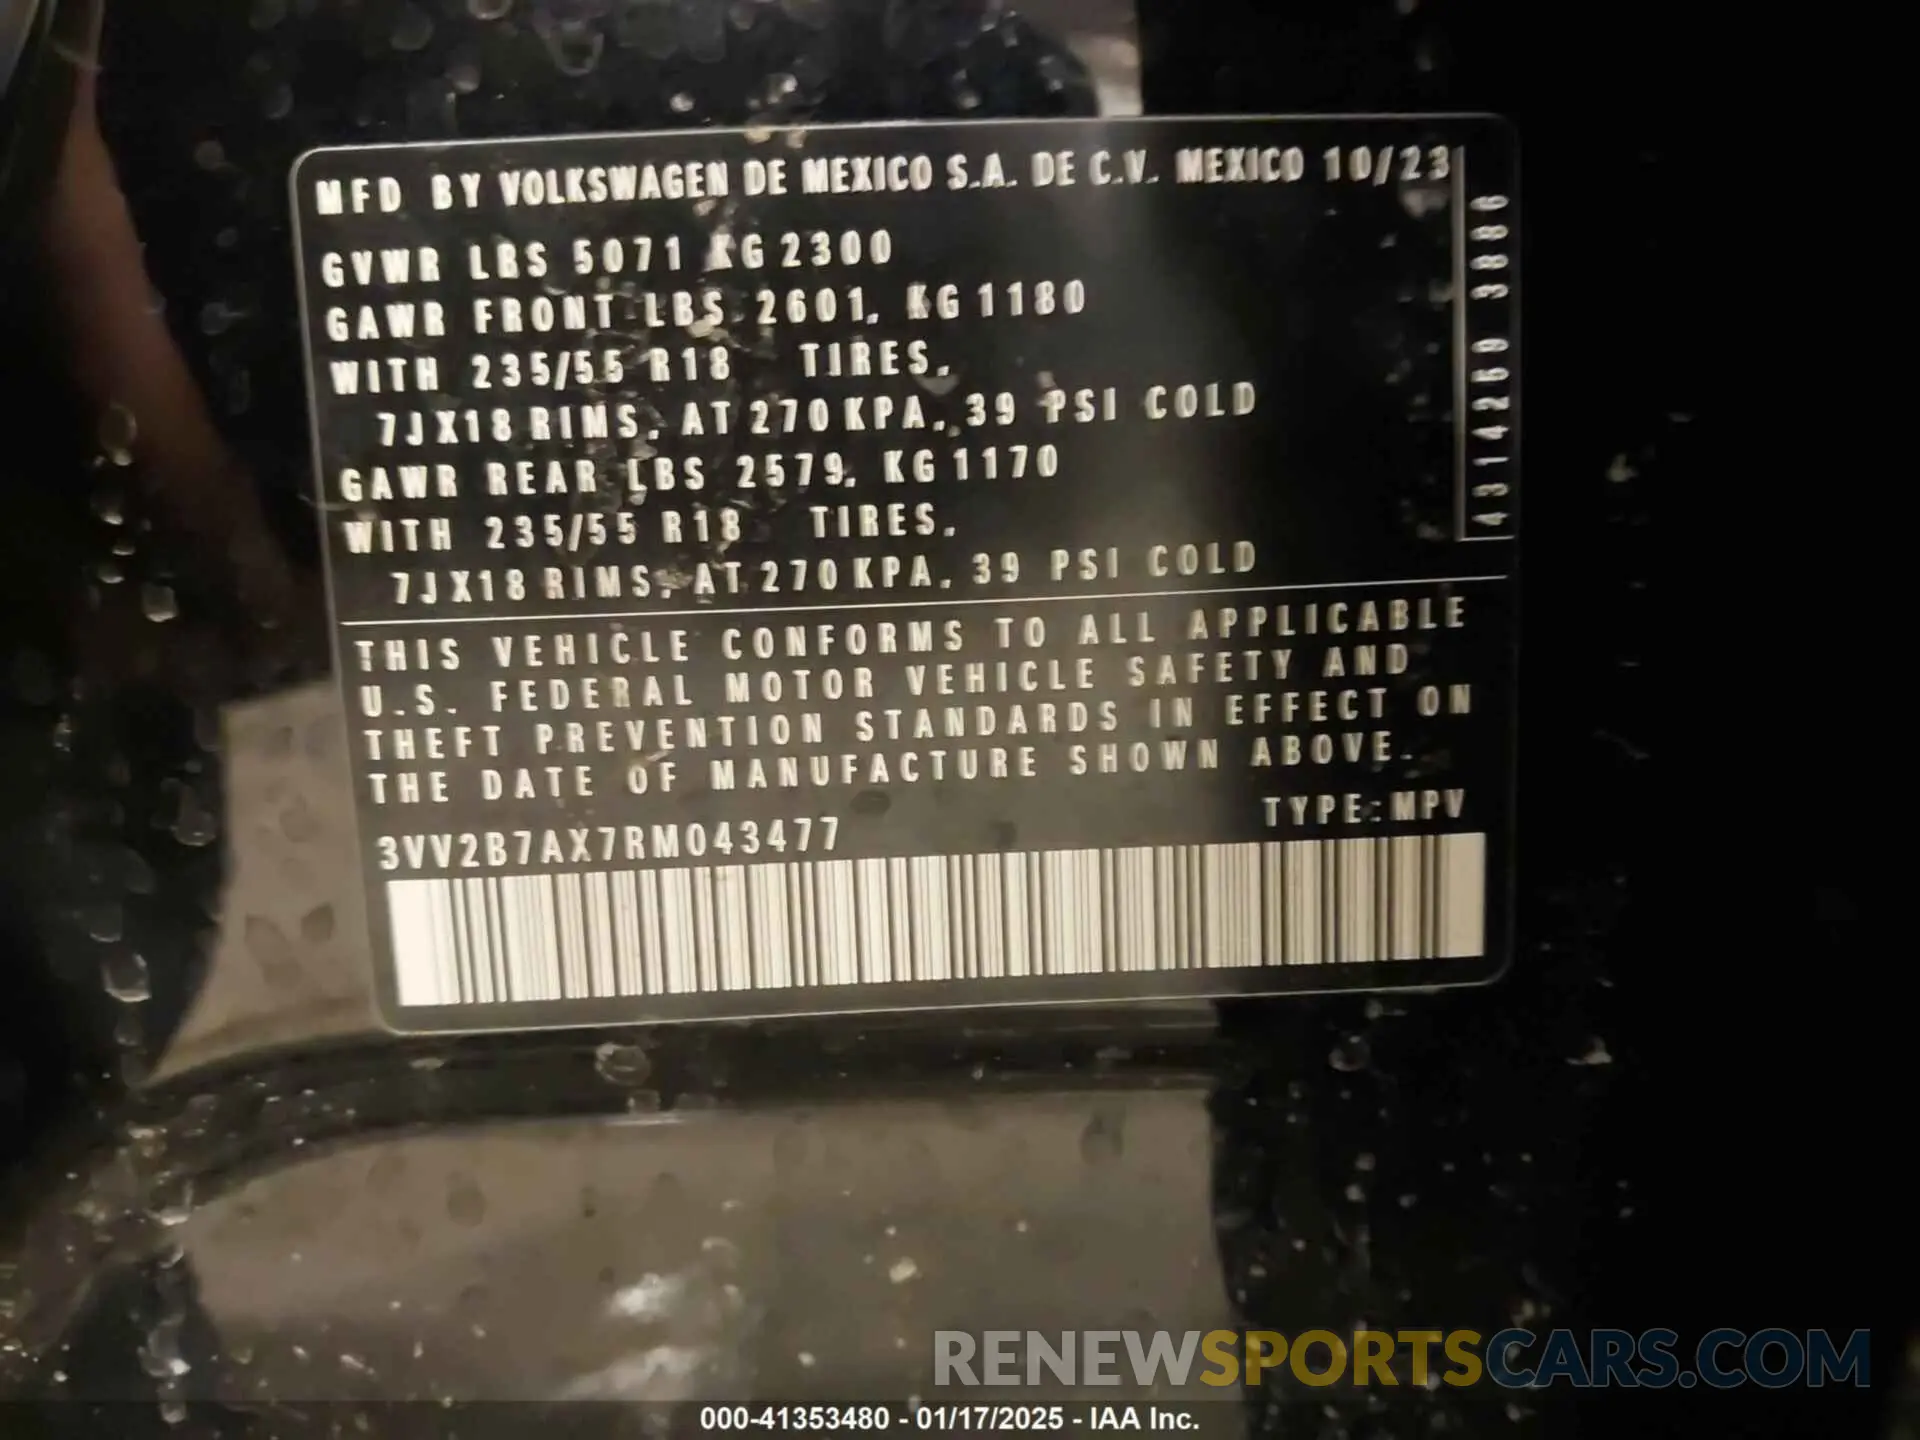 MFD BY VOLKSWAGEN DE MEXICO S.A. DE C.V. MEXICO 10/23
GVWR LBS 5071 KG 2300
GAWR FRONT LBS 2601, KG 1180
WITH 235/55 R18 TIRES,
7JX18 RIMS, AT 270 KPA, 39 PSI COLD
GAWR REAR LBS 2579, KG 1170
WITH 235/55 R18 TIRES,
7JX18 RIMS, AT 270 KPA, 39 PSI COLD
4314269 3886
THIS VEHICLE CONFORMS TO ALL APPLICABLE
U.S. FEDERAL MOTOR VEHICLE SAFETY AND
THEFT PREVENTION STANDARDS IN EFFECT ON
THE DATE OF MANUFACTURE SHOWN ABOVE.
3VV2B7AX7RM043477 TYPE:MPV
RENEWSPORTSCARS.COM
000-41353480 - 01/17/2025 - IAA Inc.